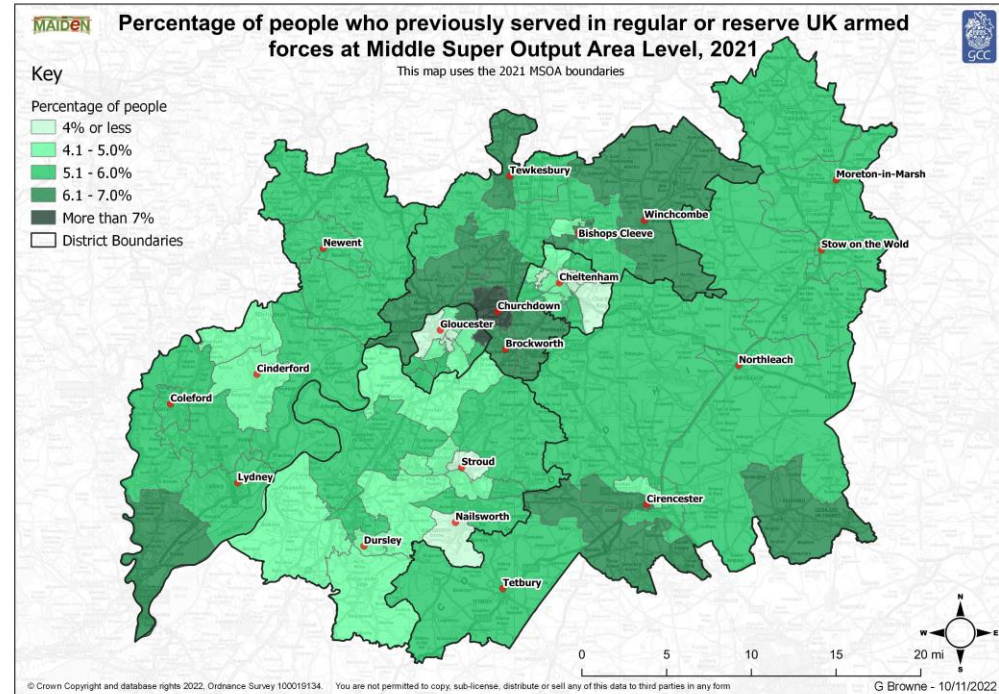 MAIDeN
Percentage of people who previously served in regular or reserve UK armed
forces at Middle Super Output Area Level, 2021
This map uses the 2021 MSOA boundaries
GCC
Key
Percentage of people
4% or less
4.1 - 5.0%
5.1 - 6.0%
6.1 - 7.0%
More than 7%
District Boundaries
Tewkesbury
Moreton-in-Marsh
Winchcombe
Bishops Cleeve
Newent
Stow on the Wold
Cheltenham
Churchdown
Gloucester
Brockworth
Northleach
Cinderford
Coleford
Stroud
Lydney
Cirencester
Nailsworth
Dursley
Tetbury
N
W
E
S
0 5 10 15 20 mi
© Crown Copyright and database rights 2022, Ordnance Survey 100019134. You are not permitted to copy, sub-license, distribute or sell any of this data to third parties in any form
G Browne - 10/11/2022